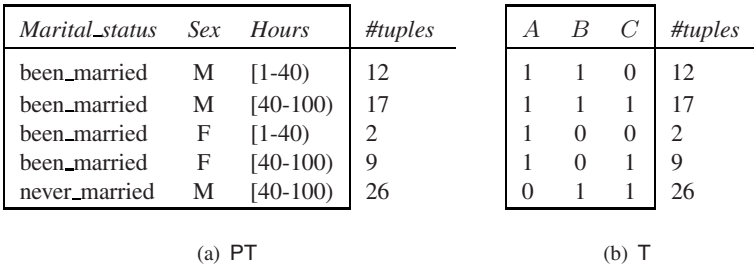 Marital_status Sex Hours #tuples A B C #tuples
been_married M [1-40) 12 1 1 0 12
been_married M [40-100) 17 1 1 1 17
been_married F [1-40) 2 1 0 0 2
been_married F [40-100) 9 1 0 1 9
never_married M [40-100) 26 0 1 1 26
(a) PT (b) T